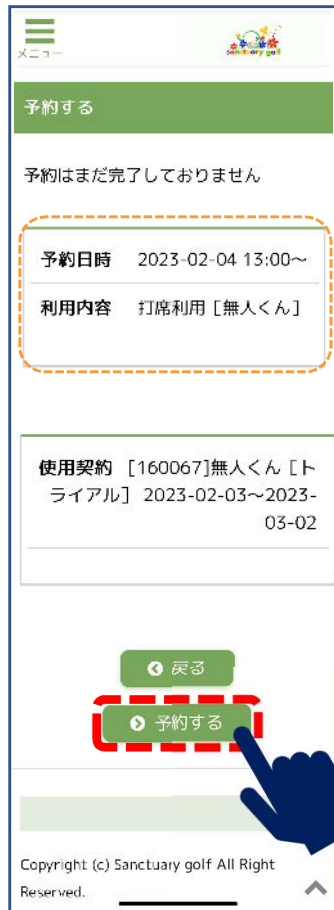 メニュー
sanctuary golf
予約する
予約はまだ完了しておりません
予約日時 2023-02-04 13:00～
利用内容 打席利用［無人くん］
使用契約 [160067]無人くん［ト
ライアル］ 2023-02-03～2023-
03-02
戻る
予約する
Copyright (c) Sanctuary golf All Right
Reserved.